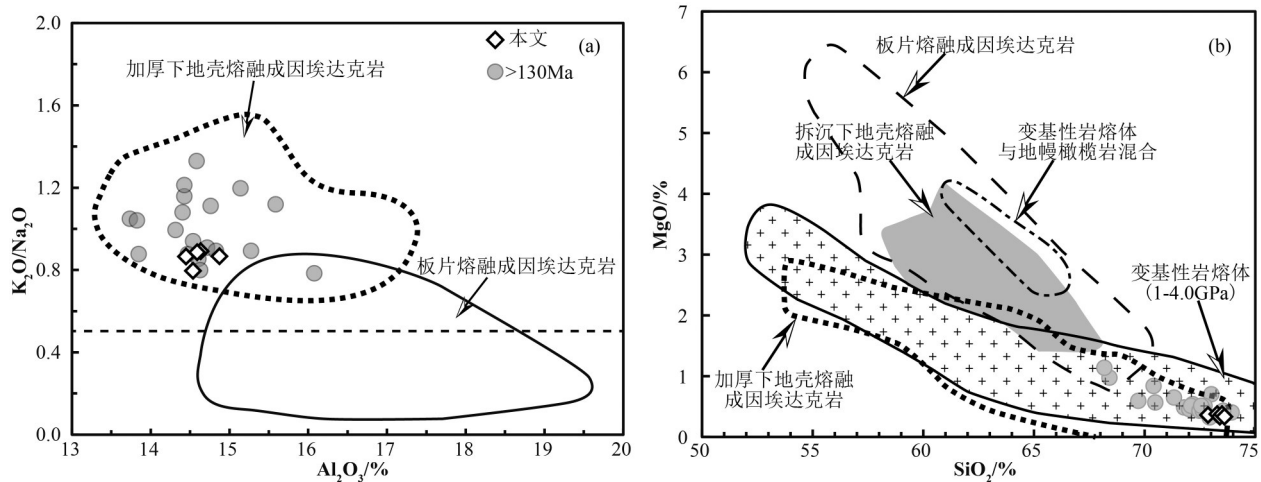 (a)
本文
>130Ma
加厚下地壳熔融成因埃达克岩
板片熔融成因埃达克岩
K₂O/Na₂O
2.0
1.6
1.2
0.8
0.4
0.0
13 14 15 16 17 18 19 20
Al₂O₃/%
(b)
板片熔融成因埃达克岩
拆沉下地壳熔融
成因埃达克岩
变基性岩熔体
与地幔橄榄岩混合
变基性岩熔体
(1-4.0GPa)
加厚下地壳熔融
成因埃达克岩
MgO/%
7
6
5
4
3
2
1
0
50 55 60 65 70 75
SiO₂/%